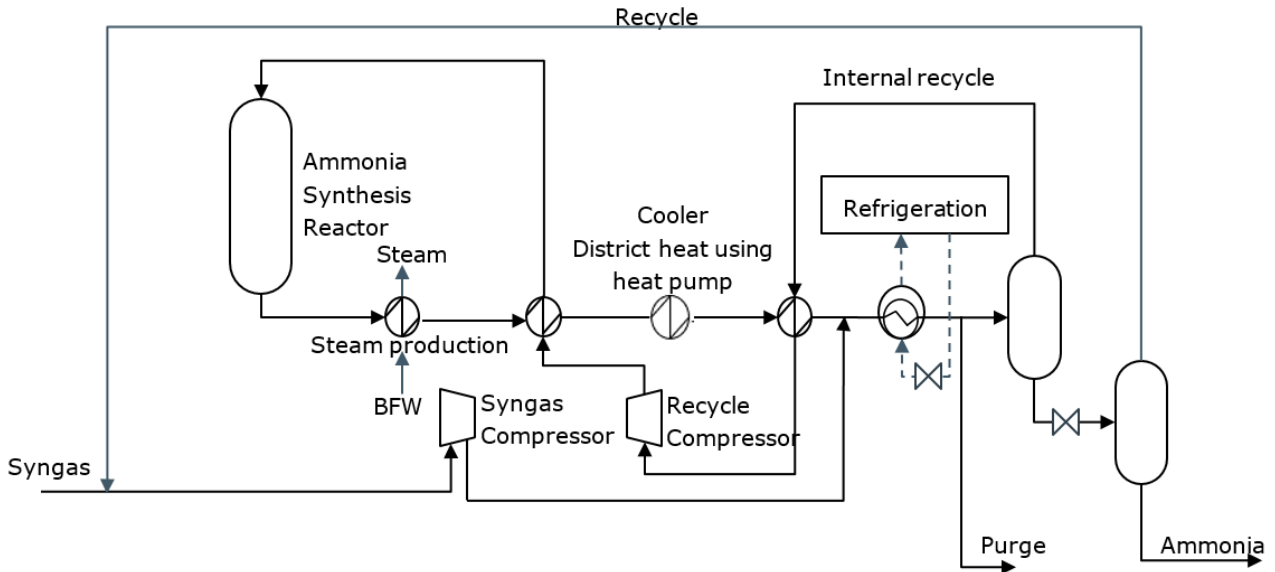 Recycle
Internal recycle
Ammonia
Synthesis
Reactor
Refrigeration
Cooler
District heat using
heat pump
Steam
Steam production
BFW
Syngas
Compressor
Recycle
Compressor
Syngas
Purge
Ammonia